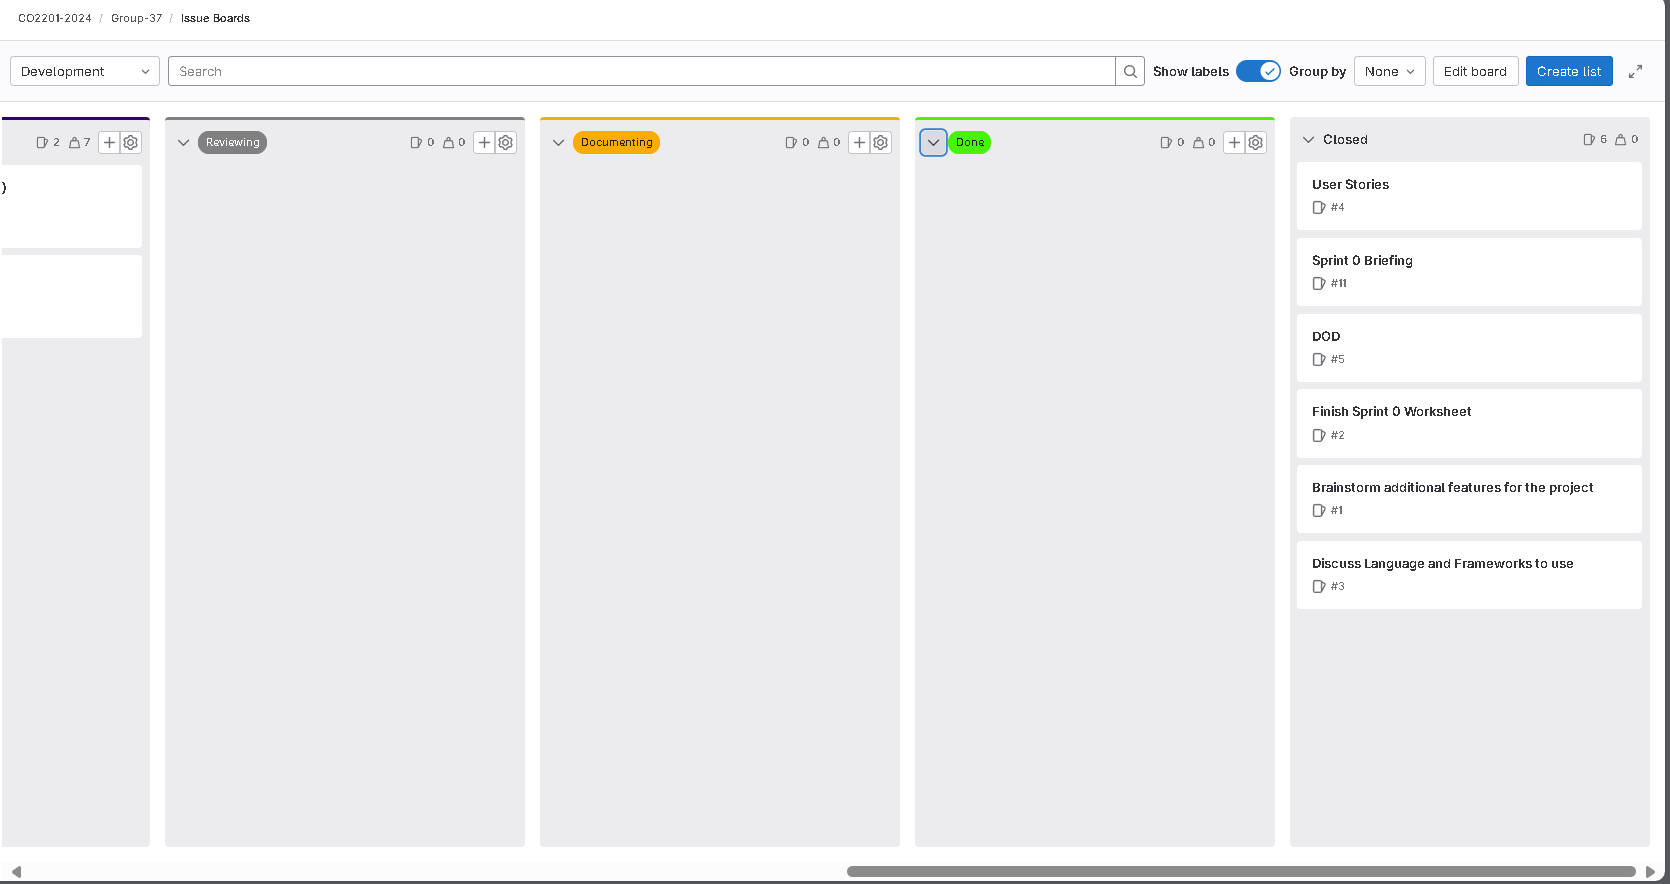 CO2201-2024 / Group-37 / Issue Boards
Development
Search
Show labels
Group by
None
Edit board
Create list
2 7
)
Reviewing 0 0
Documenting 0 0
Done 0 0
Closed 6 0
User Stories
#4
Sprint 0 Briefing
#11
DOD
#5
Finish Sprint 0 Worksheet
#2
Brainstorm additional features for the project
#1
Discuss Language and Frameworks to use
#3